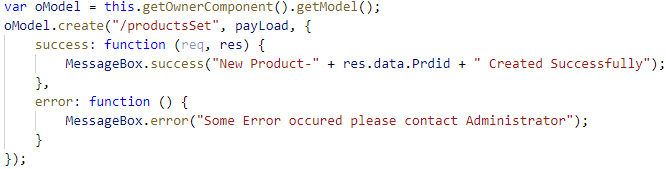 var oModel = this.getOwnerComponent().getModel();
oModel.create("/productsSet", payLoad, {
    success: function (req, res) {
        MessageBox.success("New Product-" + res.data.Prdid + " Created Successfully");
    },
    error: function () {
        MessageBox.error("Some Error occured please contact Administrator");
    }
});